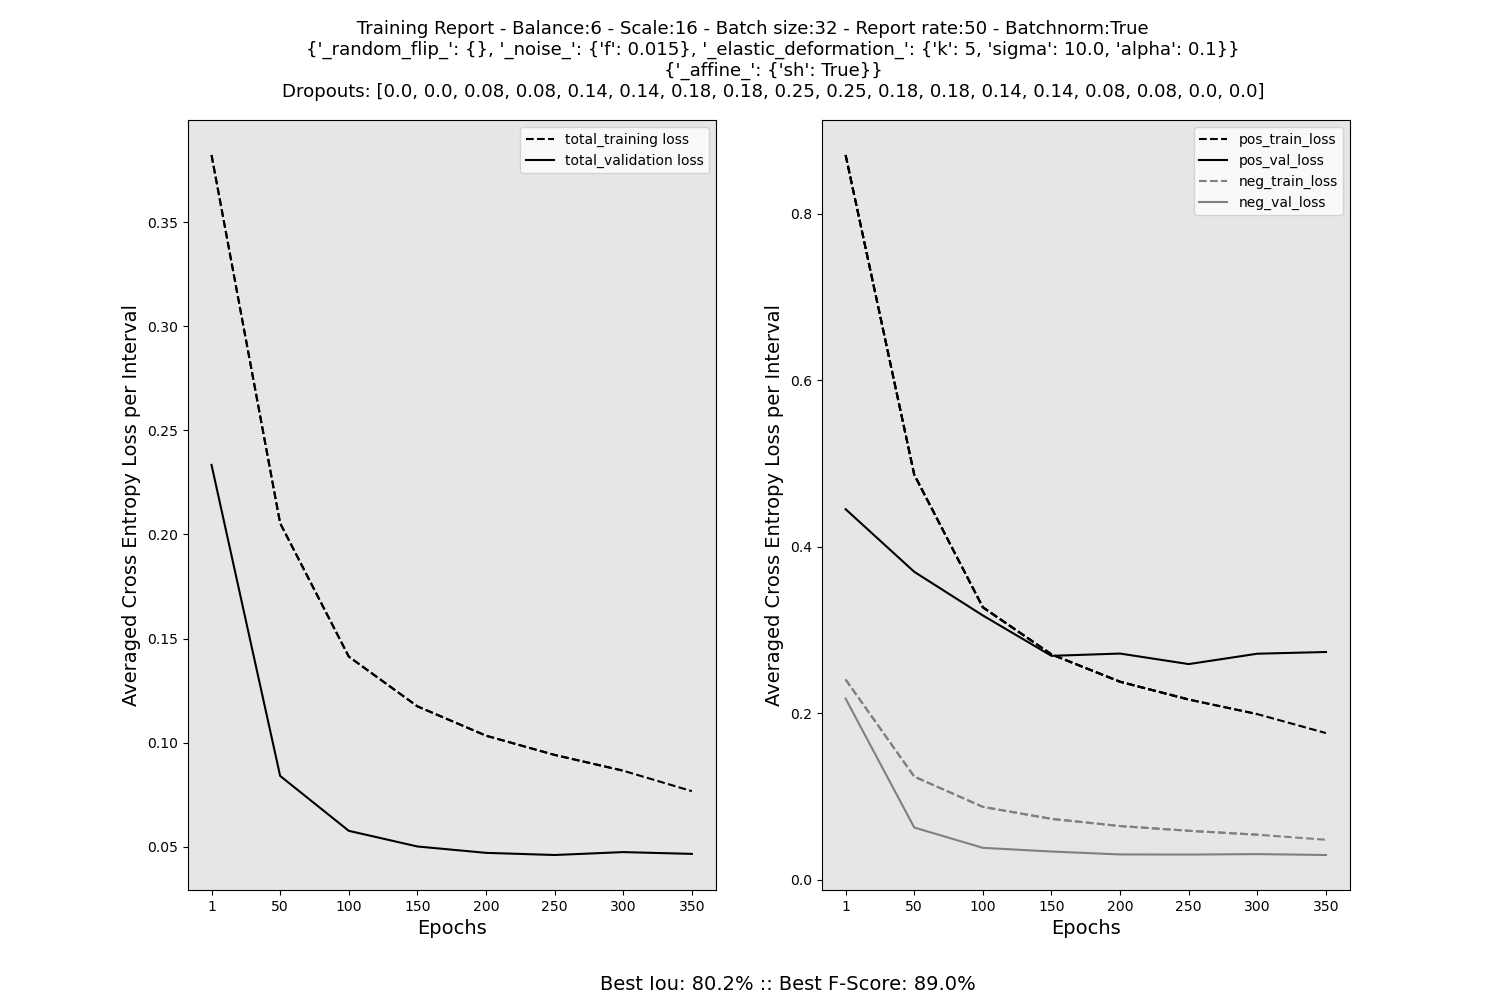 Training Report - Balance:6 - Scale:16 - Batch size:32 - Report rate:50 - Batchnorm:True
{'_random_flip_': {}, '_noise_': {'f': 0.015}, '_elastic_deformation_': {'k': 5, 'sigma': 10.0, 'alpha': 0.1}}
{'_affine_': {'sh': True}}
Dropouts: [0.0, 0.0, 0.08, 0.08, 0.14, 0.14, 0.18, 0.18, 0.25, 0.25, 0.18, 0.18, 0.14, 0.14, 0.08, 0.08, 0.0, 0.0]
total_training loss
total_validation loss
Averaged Cross Entropy Loss per Interval
0.35
0.30
0.25
0.20
0.15
0.10
0.05
1 50 100 150 200 250 300 350
Epochs
pos_train_loss
pos_val_loss
neg_train_loss
neg_val_loss
Averaged Cross Entropy Loss per Interval
0.8
0.6
0.4
0.2
0.0
1 50 100 150 200 250 300 350
Epochs
Best Iou: 80.2% :: Best F-Score: 89.0%